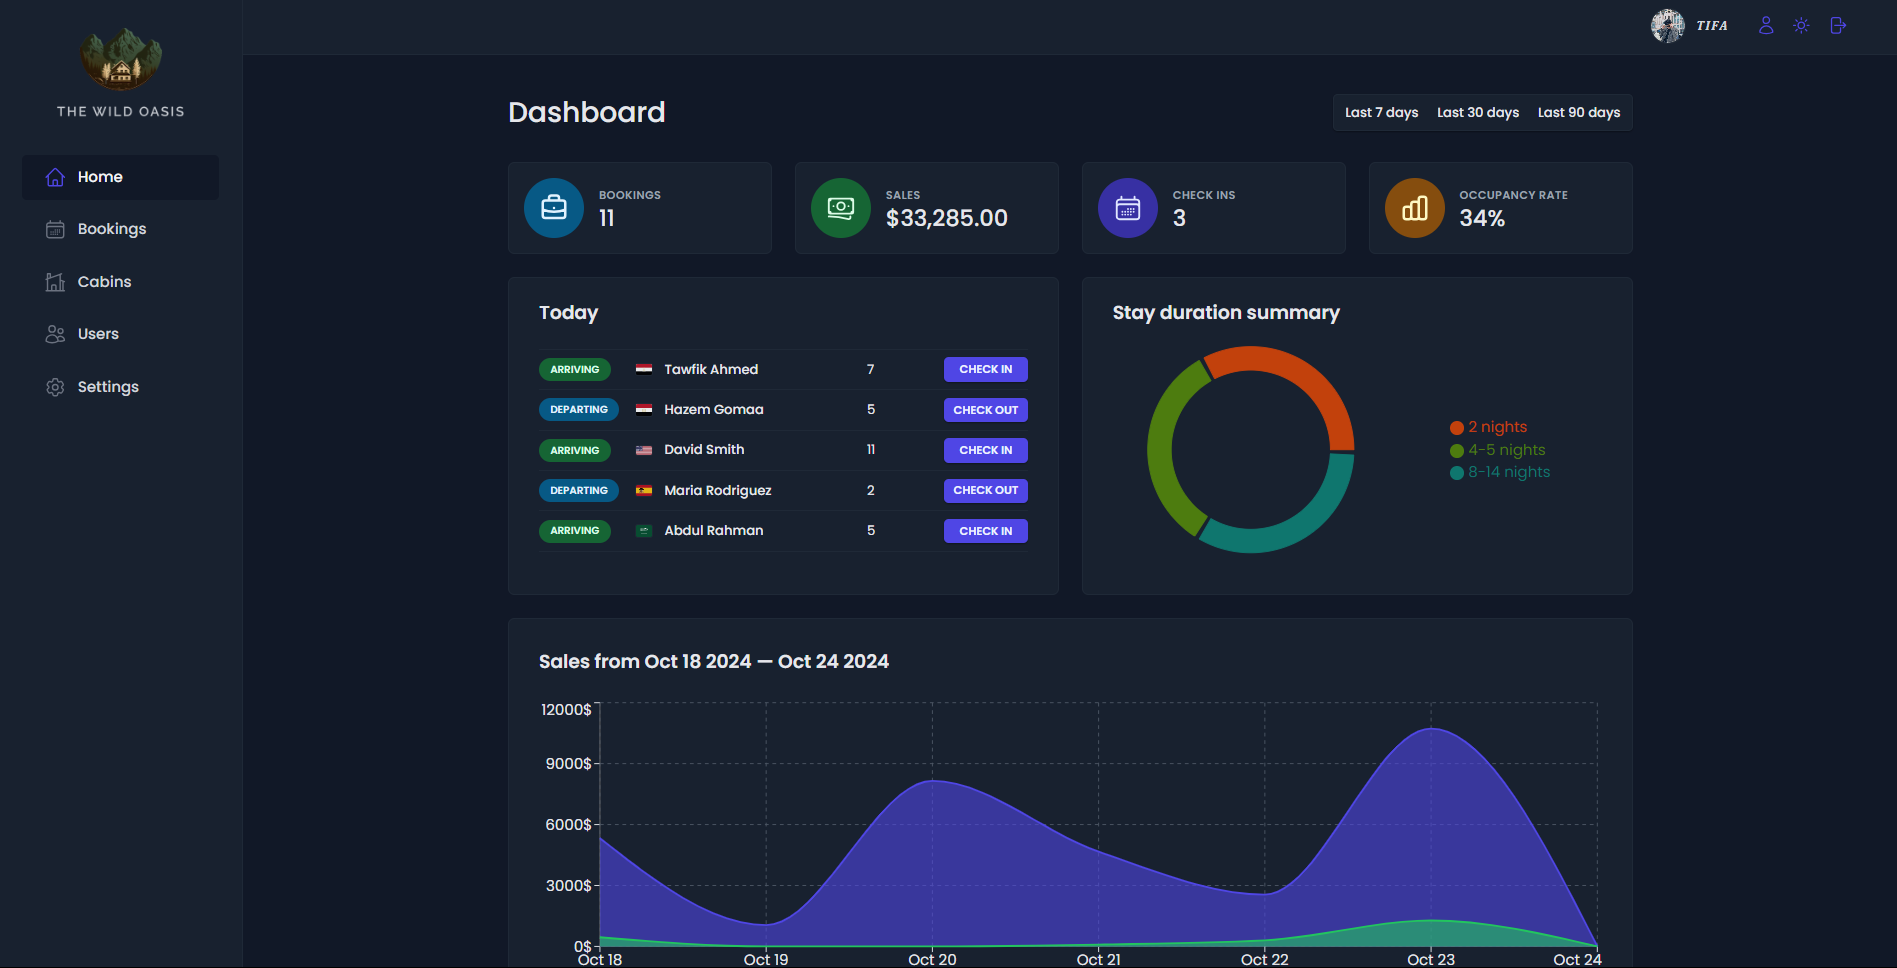 THE WILD OASIS
Home
Bookings
Cabins
Users
Settings
TIFA
Dashboard
Last 7 days Last 30 days Last 90 days
BOOKINGS
11
SALES
$33,285.00
CHECK INS
3
OCCUPANCY RATE
34%
Today
ARRIVING Tawfik Ahmed 7 CHECK IN
DEPARTING Hazem Gomaa 5 CHECK OUT
ARRIVING David Smith 11 CHECK IN
DEPARTING Maria Rodriguez 2 CHECK OUT
ARRIVING Abdul Rahman 5 CHECK IN
Stay duration summary
2 nights
4-5 nights
8-14 nights
Sales from Oct 18 2024 — Oct 24 2024
12000$
9000$
6000$
3000$
0$
Oct 18 Oct 19 Oct 20 Oct 21 Oct 22 Oct 23 Oct 24